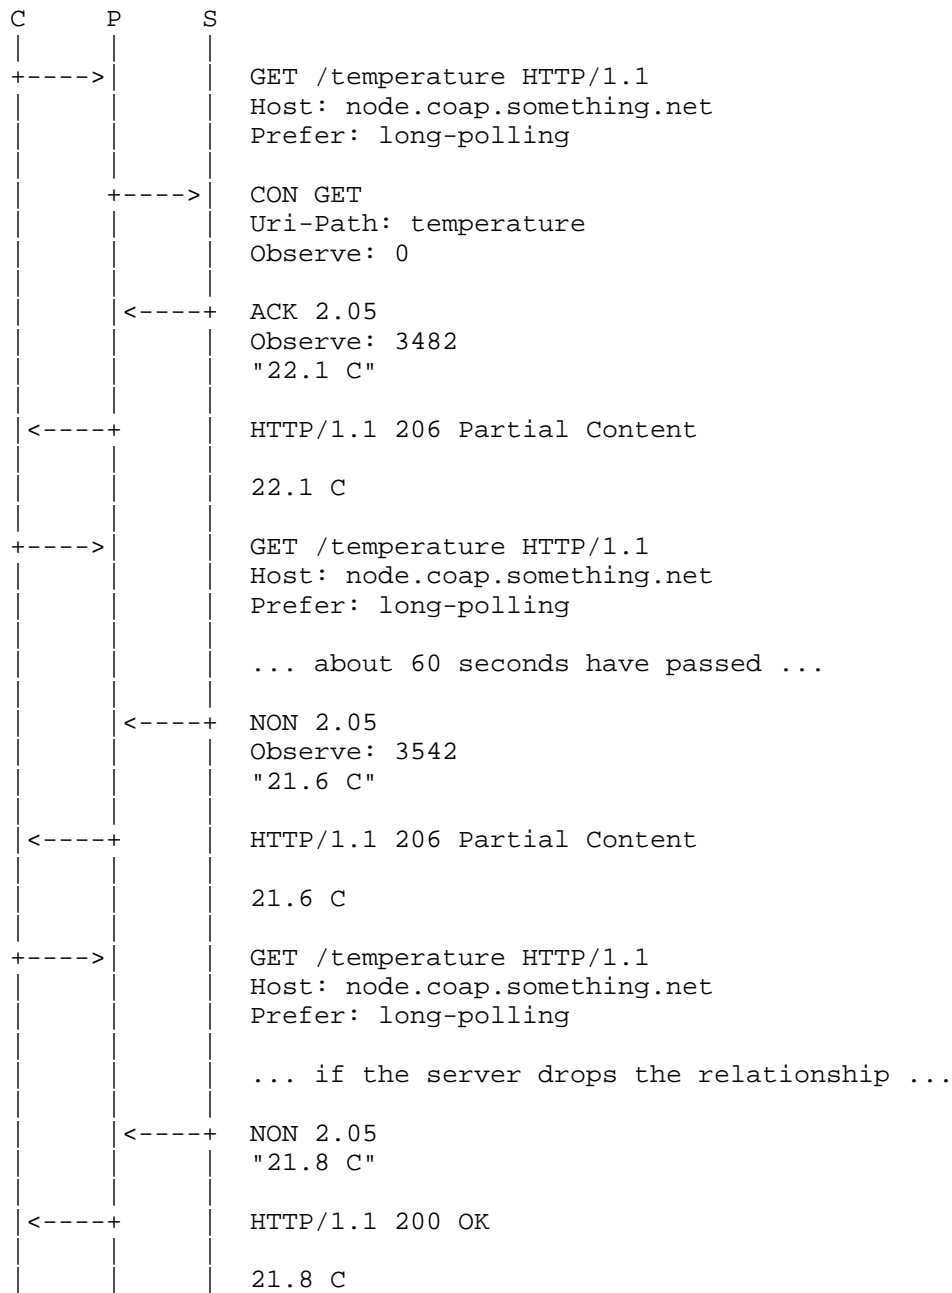 C     P     S
|     |     |
+---->|     |  GET /temperature HTTP/1.1
|     |     |  Host: node.coap.something.net
|     |     |  Prefer: long-polling
|     |     |
|     +---->|  CON GET
|     |     |  Uri-Path: temperature
|     |     |  Observe: 0
|     |     |
|     |<----+  ACK 2.05
|     |     |  Observe: 3482
|     |     |  "22.1 C"
|     |     |
|<----+     |  HTTP/1.1 206 Partial Content
|     |     |
|     |     |  22.1 C
|     |     |
+---->|     |  GET /temperature HTTP/1.1
|     |     |  Host: node.coap.something.net
|     |     |  Prefer: long-polling
|     |     |
|     |     |  ... about 60 seconds have passed ...
|     |     |
|     |<----+  NON 2.05
|     |     |  Observe: 3542
|     |     |  "21.6 C"
|     |     |
|<----+     |  HTTP/1.1 206 Partial Content
|     |     |
|     |     |  21.6 C
|     |     |
+---->|     |  GET /temperature HTTP/1.1
|     |     |  Host: node.coap.something.net
|     |     |  Prefer: long-polling
|     |     |
|     |     |  ... if the server drops the relationship ...
|     |     |
|     |<----+  NON 2.05
|     |     |  "21.8 C"
|     |     |
|<----+     |  HTTP/1.1 200 OK
|     |     |
|     |     |  21.8 C